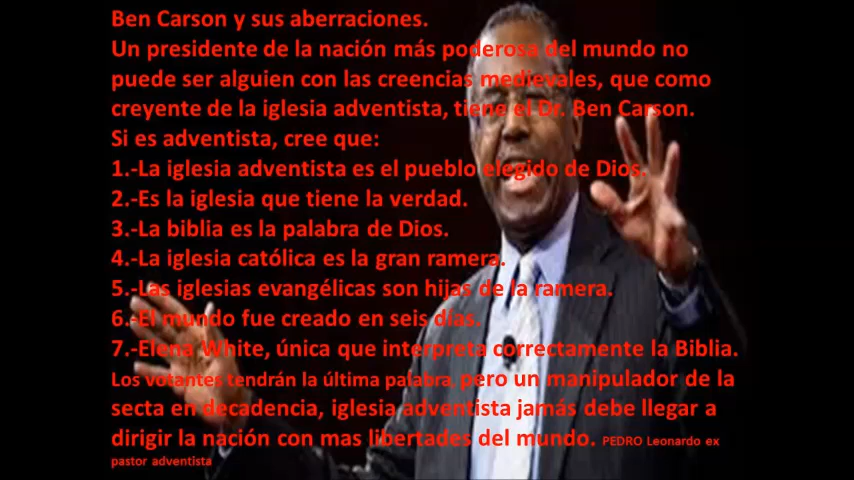 Ben Carson y sus aberraciones.
Un presidente de la nación más poderosa del mundo no
puede ser alguien con las creencias medievales, que como
creyente de la iglesia adventista, tiene el Dr. Ben Carson.
Si es adventista, cree que:
1.-La iglesia adventista es el pueblo elegido de Dios.
2.-Es la iglesia que tiene la verdad.
3.-La biblia es la palabra de Dios.
4.-La iglesia católica es la gran ramera.
5.-Las iglesias evangélicas son hijas de la ramera.
6.-El mundo fue creado en seis días.
7.-Elena White, única que interpreta correctamente la Biblia.
Los votantes tendrán la última palabra, pero un manipulador de la
secta en decadencia, iglesia adventista jamás debe llegar a
dirigir la nación con mas libertades del mundo. PEDRO Leonardo ex
pastor adventista